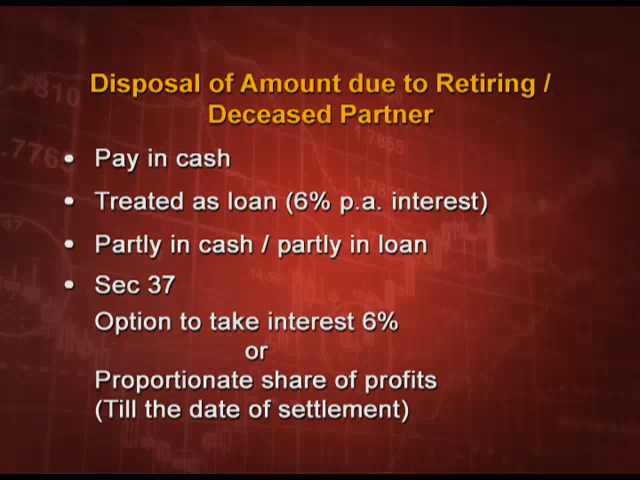 Disposal of Amount due to Retiring /
Deceased Partner
• Pay in cash
• Treated as loan (6% p.a. interest)
• Partly in cash / partly in loan
• Sec 37
Option to take interest 6%
or
Proportionate share of profits
(Till the date of settlement)